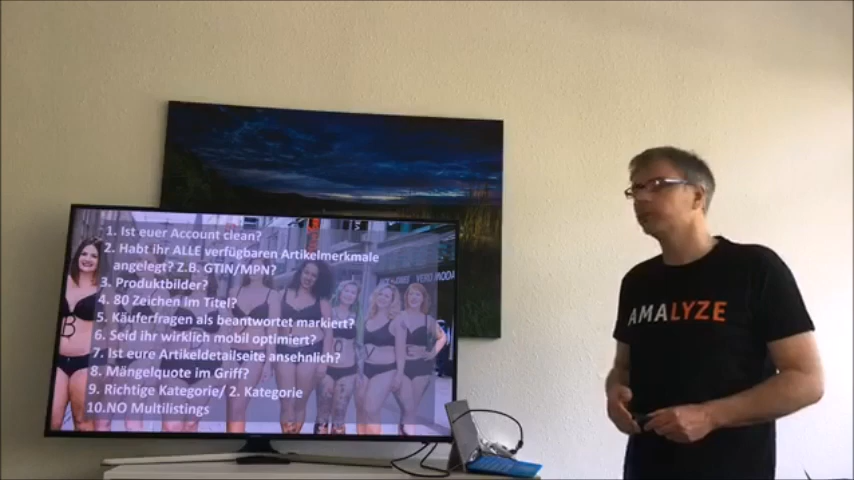 1. Ist euer Account clean?
2. Habt ihr ALLE verfügbaren Artikelmerkmale
angelegt? Z.B. GTIN/MPN?
3. Produktbilder?
4. 80 Zeichen im Titel?
5. Käuferfragen als beantwortet markiert?
6. Seid ihr wirklich mobil optimiert?
7. Ist eure Artikeldetailseite ansehnlich?
8. Mängelquote im Griff?
9. Richtige Kategorie/ 2. Kategorie
10. NO Multilistings
VERO MODA
B
AMALYZE